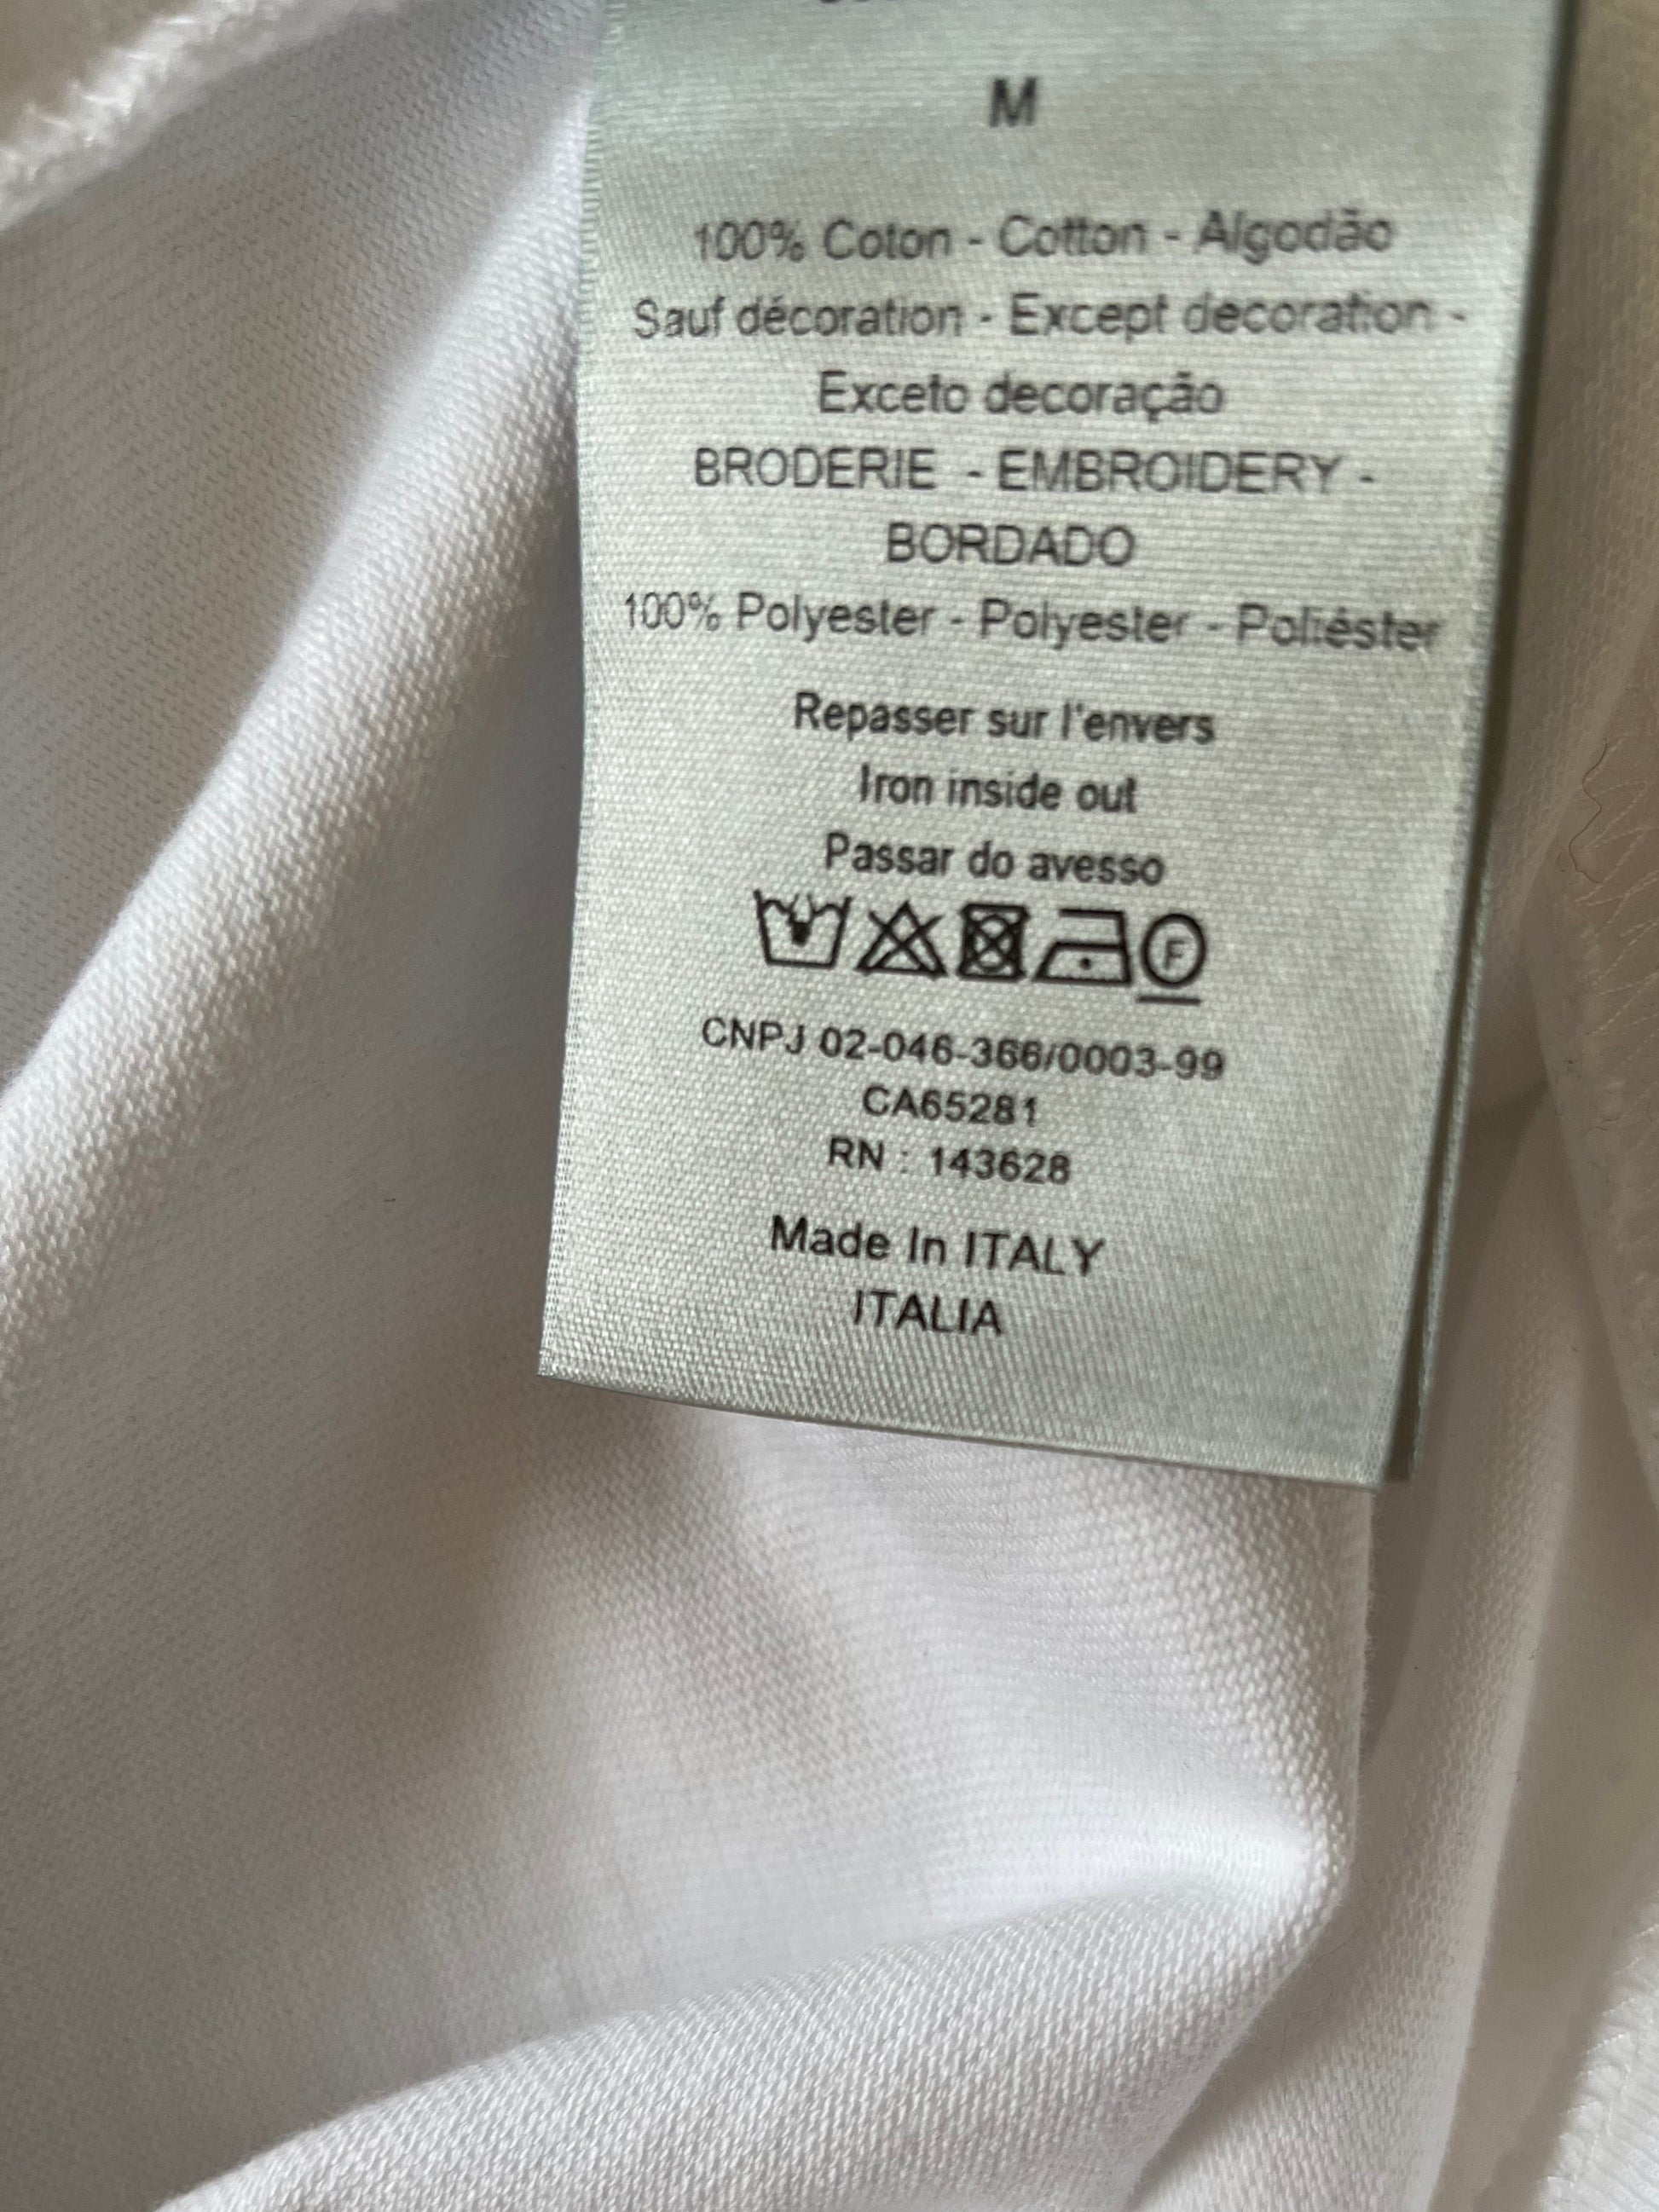 M
100% Coton - Cotton - Algodão
Sauf décoration - Except decoration -
Exceto decoração
BRODERIE - EMBROIDERY -
BORDADO
100% Polyester - Polyester - Poliéster
Repasser sur l'envers
Iron inside out
Passar do avesso
F
CNPJ 02-046-366/0003-99
CA65281
RN : 143628
Made In ITALY
ITALIA